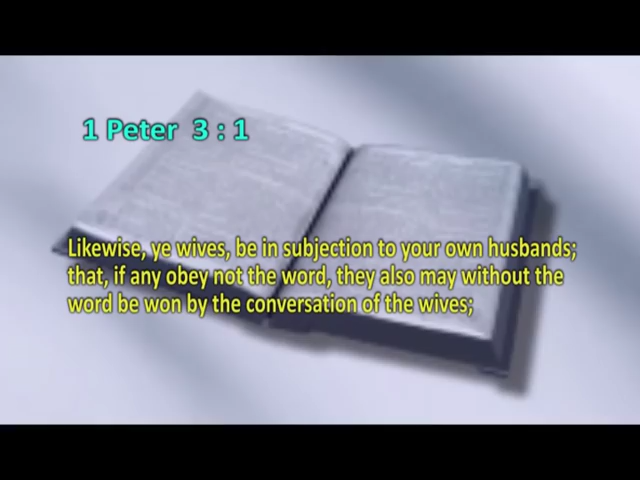 1 Peter 3 : 1
Likewise, ye wives, be in subjection to your own husbands;
that, if any obey not the word, they also may without the
word be won by the conversation of the wives;